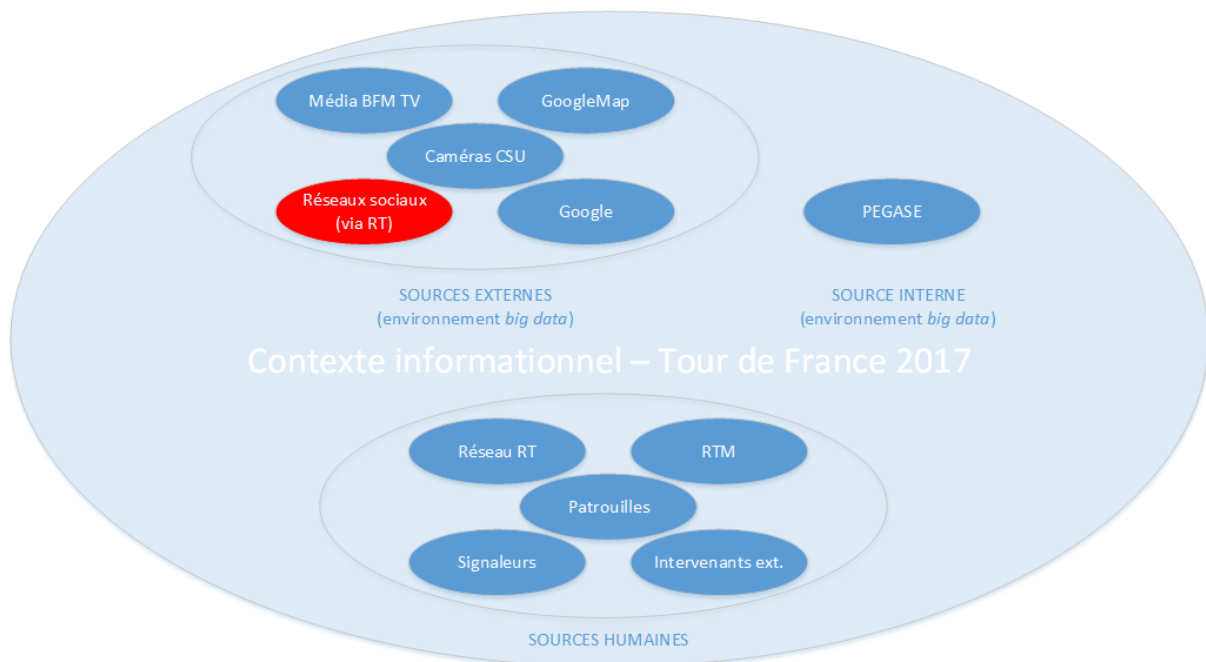 Média BFM TV
GoogleMap
Caméras CSU
Réseaux sociaux
(via RT)
Google
PEGASE
SOURCES EXTERNES
(environnement big data)
SOURCE INTERNE
(environnement big data)
Contexte informationnel – Tour de France 2017
Réseau RT
RTM
Patrouilles
Signaleurs
Intervenants ext.
SOURCES HUMAINES